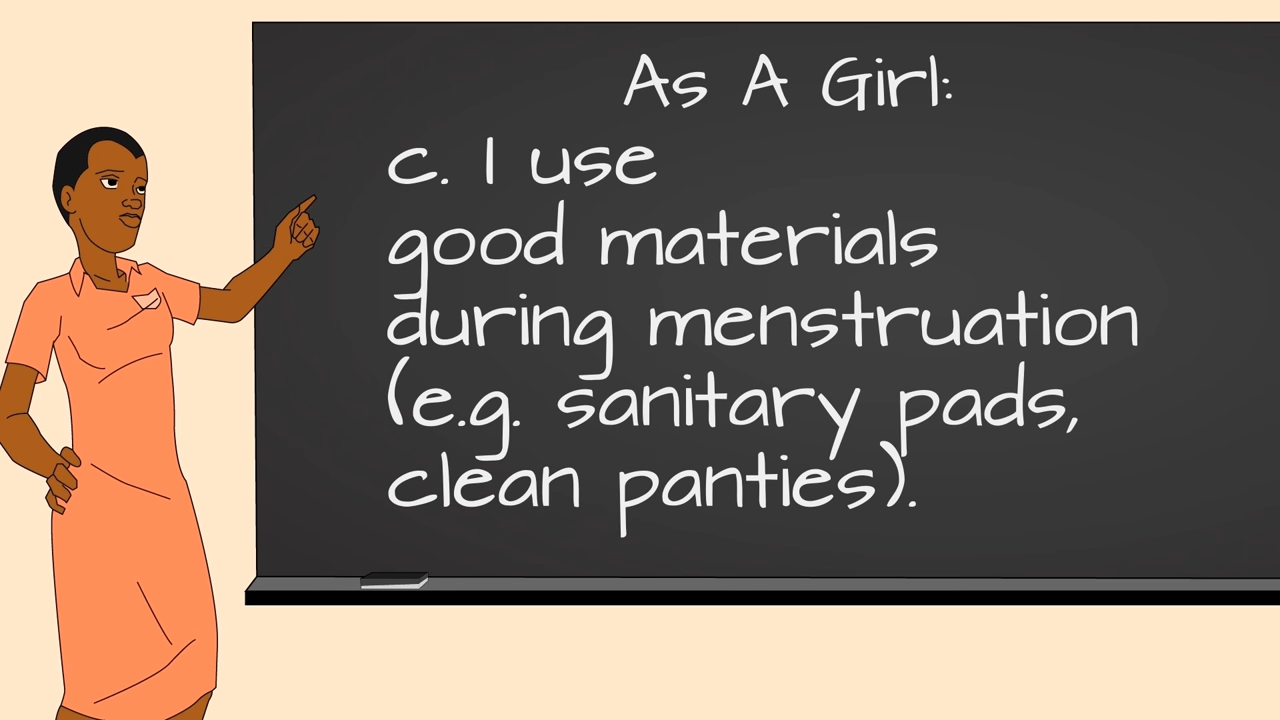 As A Girl:
c. I use
good materials
during menstruation
(e.g. sanitary pads,
clean panties).